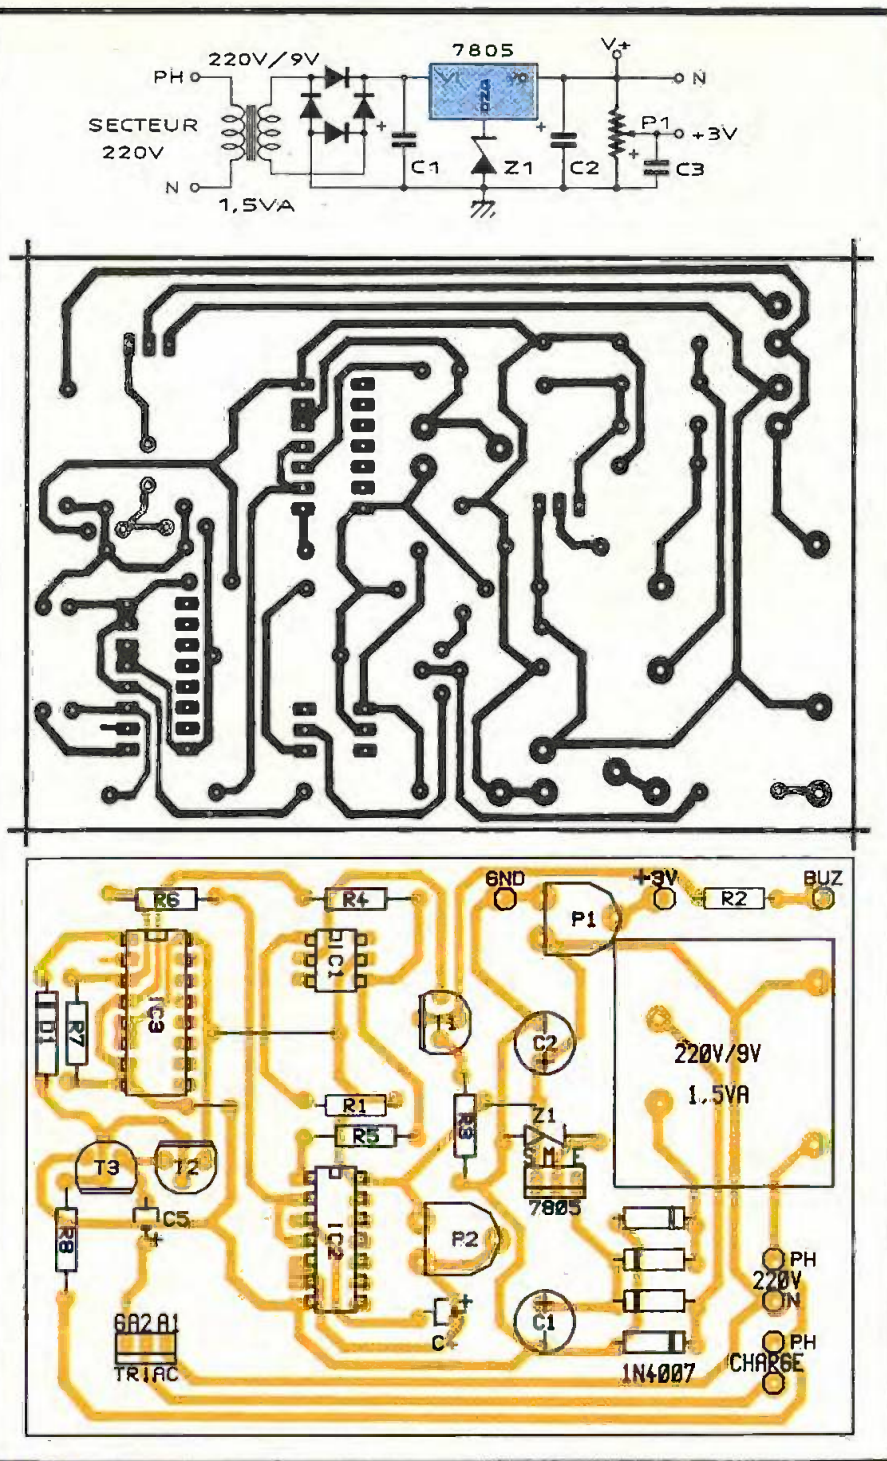 220V/9V
7805
V+
PH
N
SECTEUR
220V
P1
+3V
C1
Z1
C2
C3
N
1,5VA
GND
+3V
BUZ
R6
R4
P1
R2
IC1
IC3
D1
R7
T1
C2
220V/9V
1,5VA
R1
R3
Z1
R5
T3
T2
S M E
7805
C5
R8
IC2
P2
PH
220V
N
GA2A1
C1
PH
TRIAC
1N4007
CHARGE